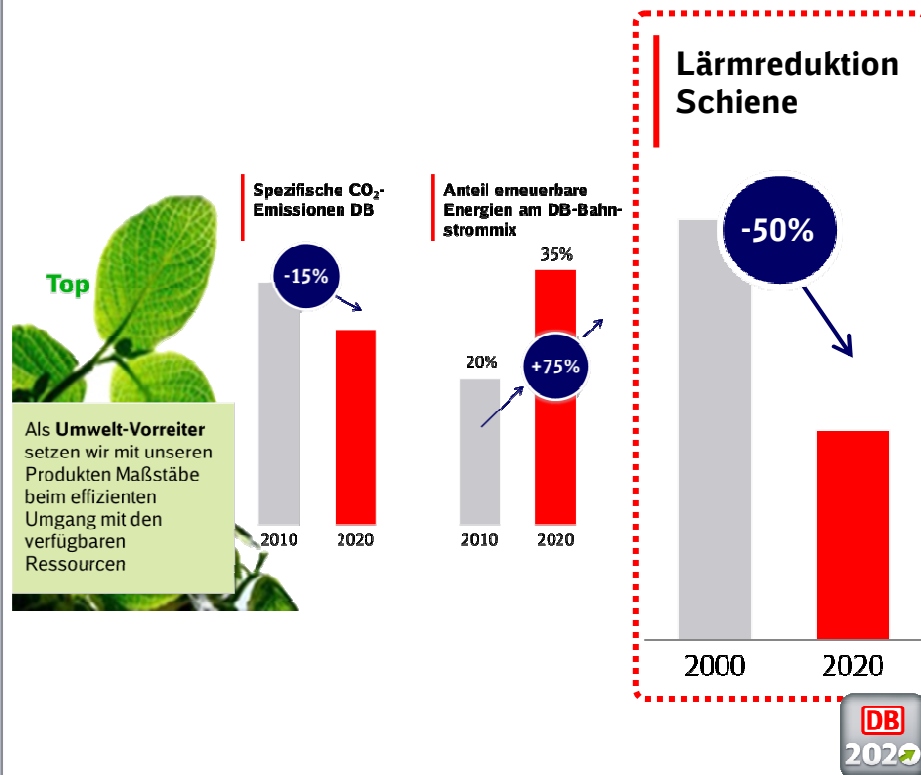 Lärmreduktion
Schiene
-50%
2000 2020
Spezifische CO₂-
Emissionen DB
-15%
2010 2020
Anteil erneuerbare
Energien am DB-Bahn-
strommix
35%
20%
+75%
2010 2020
Top
Als Umwelt-Vorreiter
setzen wir mit unseren
Produkten Maßstäbe
beim effizienten
Umgang mit den
verfügbaren
Ressourcen
DB
2020